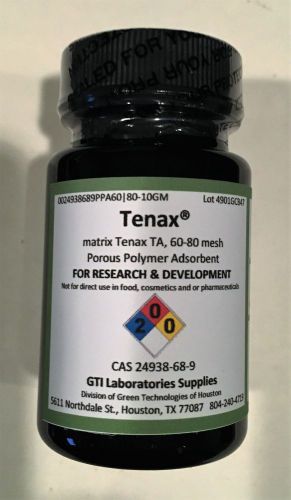 0024938689PPA60|80-10GM Lot 4901GC847
Tenax®
matrix Tenax TA, 60-80 mesh
Porous Polymer Adsorbent
FOR RESEARCH & DEVELOPMENT
Not for direct use in food, cosmetics and or pharmaceuticals
0
2 0
CAS 24938-68-9
GTI Laboratories Supplies
Division of Green Technologies of Houston
5611 Northdale St., Houston, TX 77087 804-240-4719